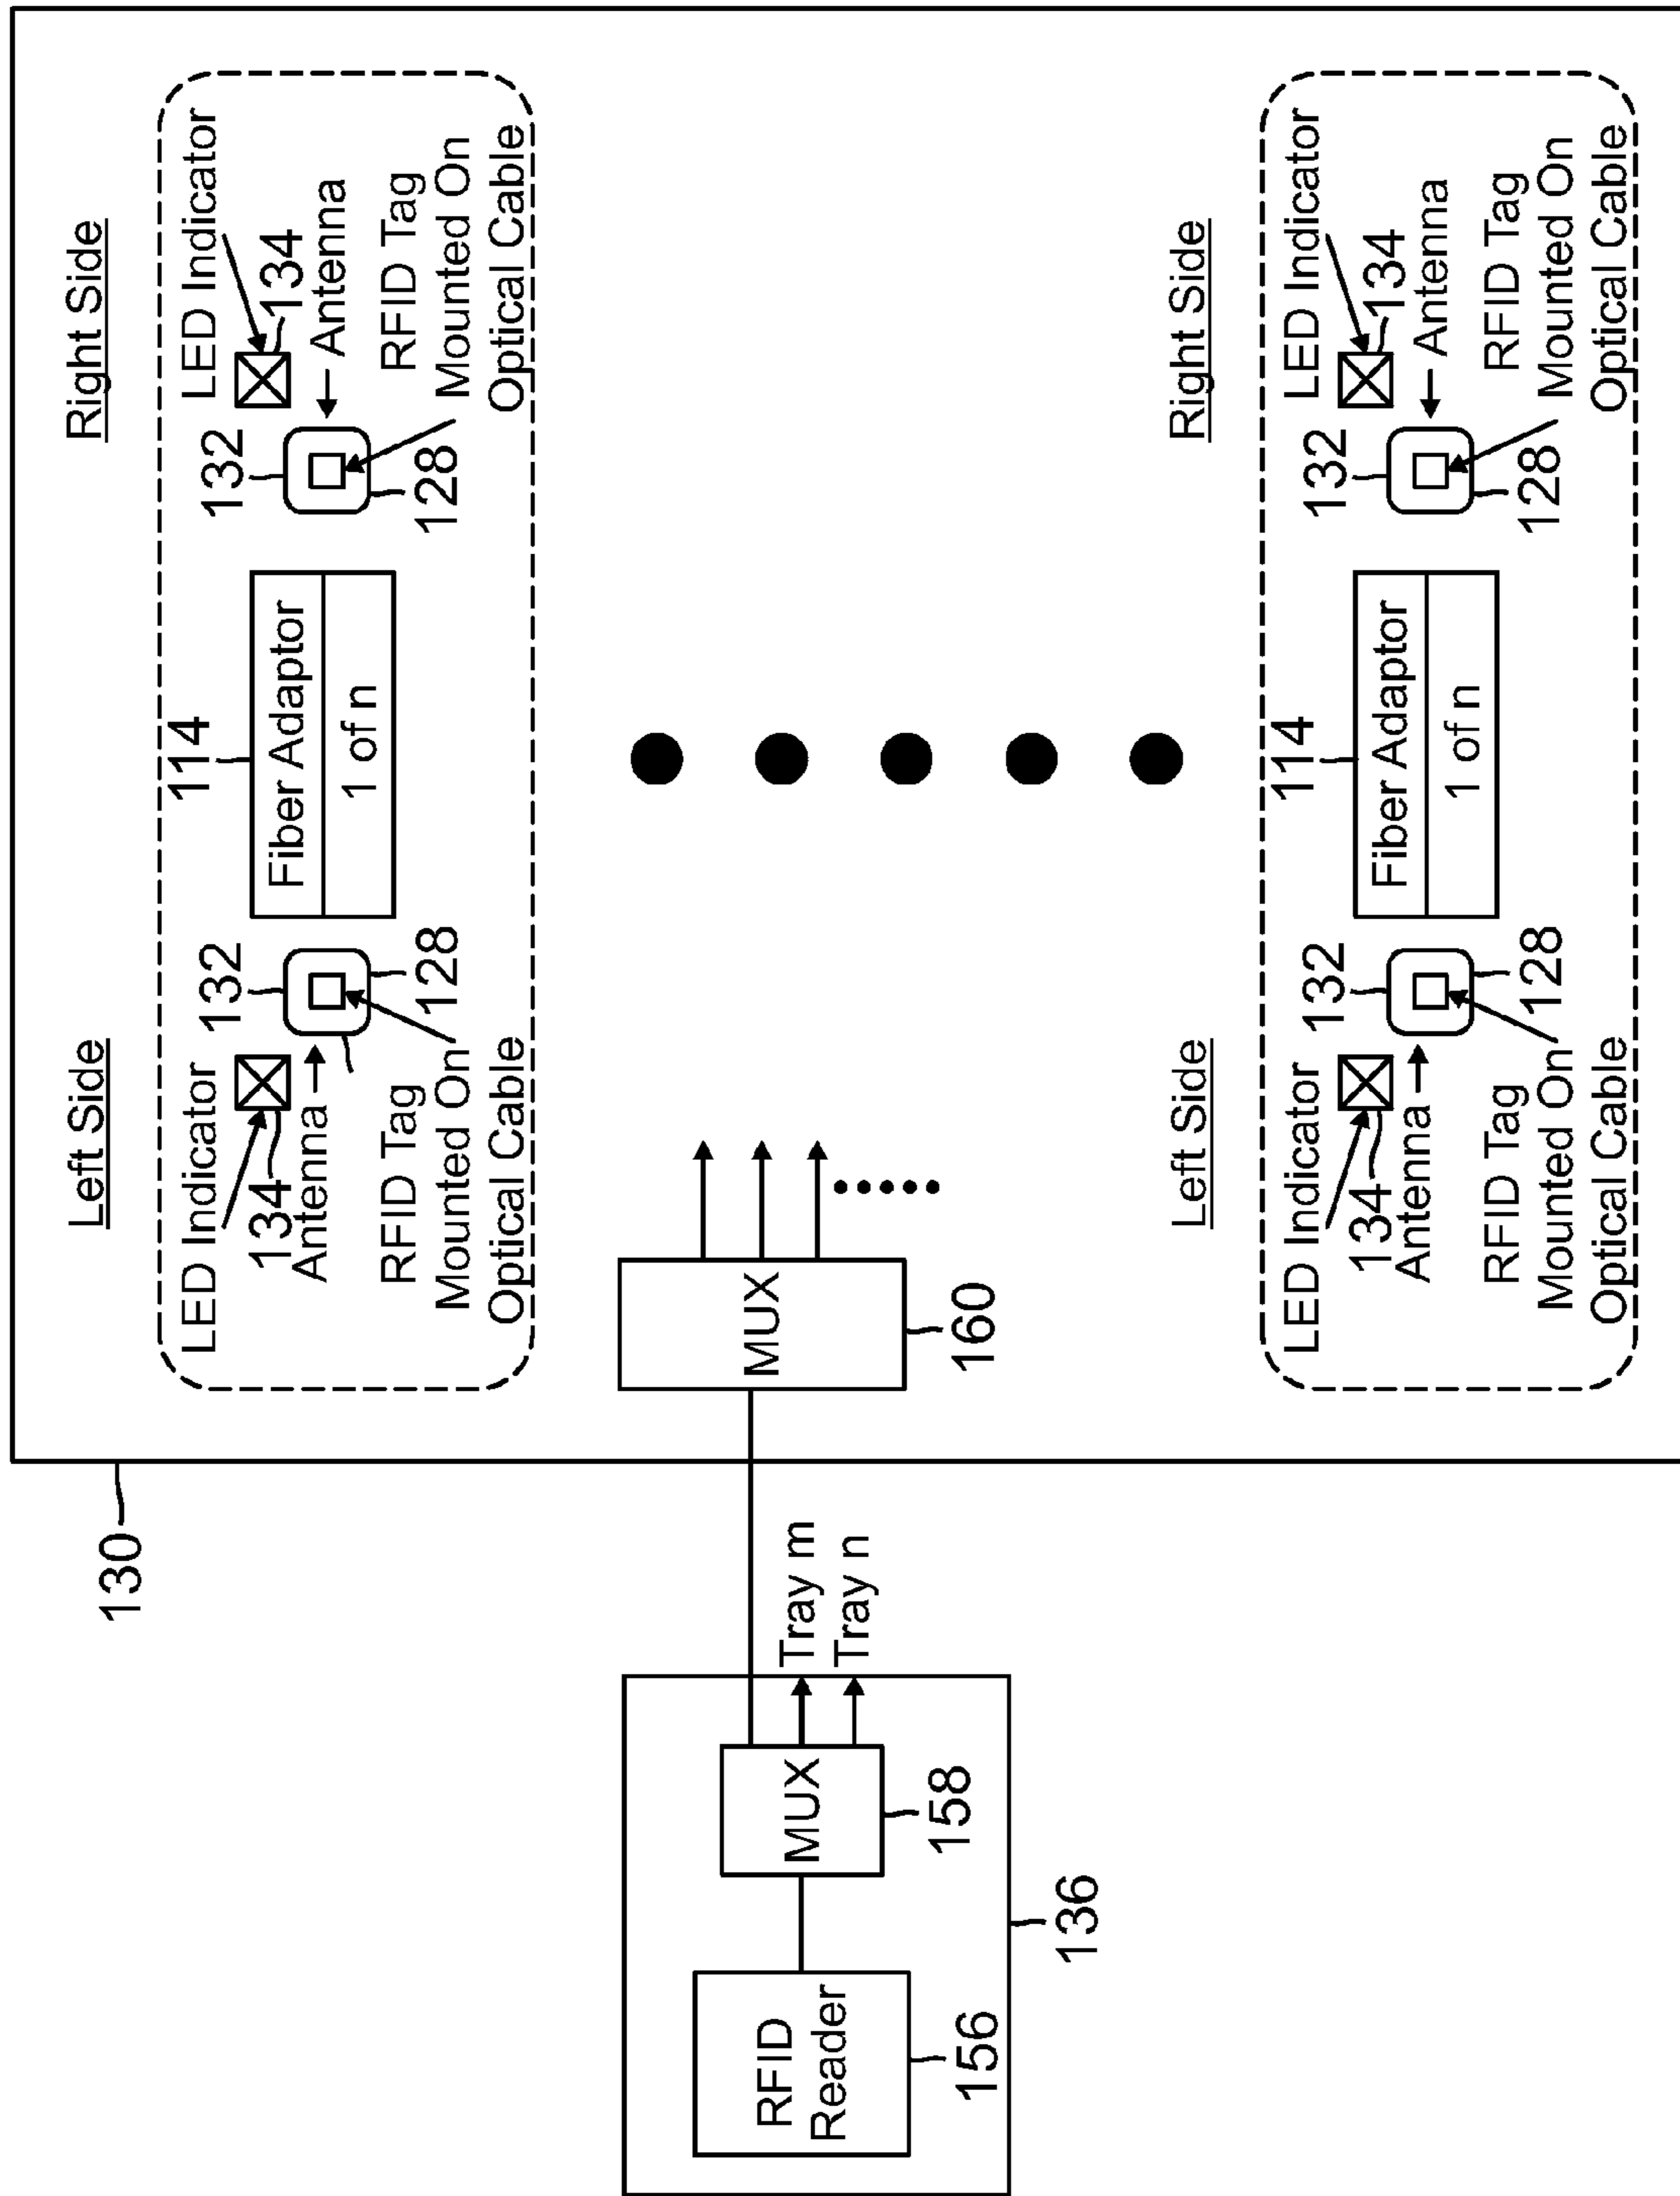 130
Left Side
Right Side
LED Indicator
134
Antenna
RFID Tag
Mounted On
Optical Cable
132
128
114
Fiber Adaptor
1 of n
132
128
LED Indicator
134
Antenna
RFID Tag
Mounted On
Optical Cable
RFID
Reader
156
MUX
158
136
Tray m
Tray n
MUX
160
Left Side
Right Side
LED Indicator
134
Antenna
RFID Tag
Mounted On
Optical Cable
132
128
114
Fiber Adaptor
1 of n
132
128
LED Indicator
134
Antenna
RFID Tag
Mounted On
Optical Cable